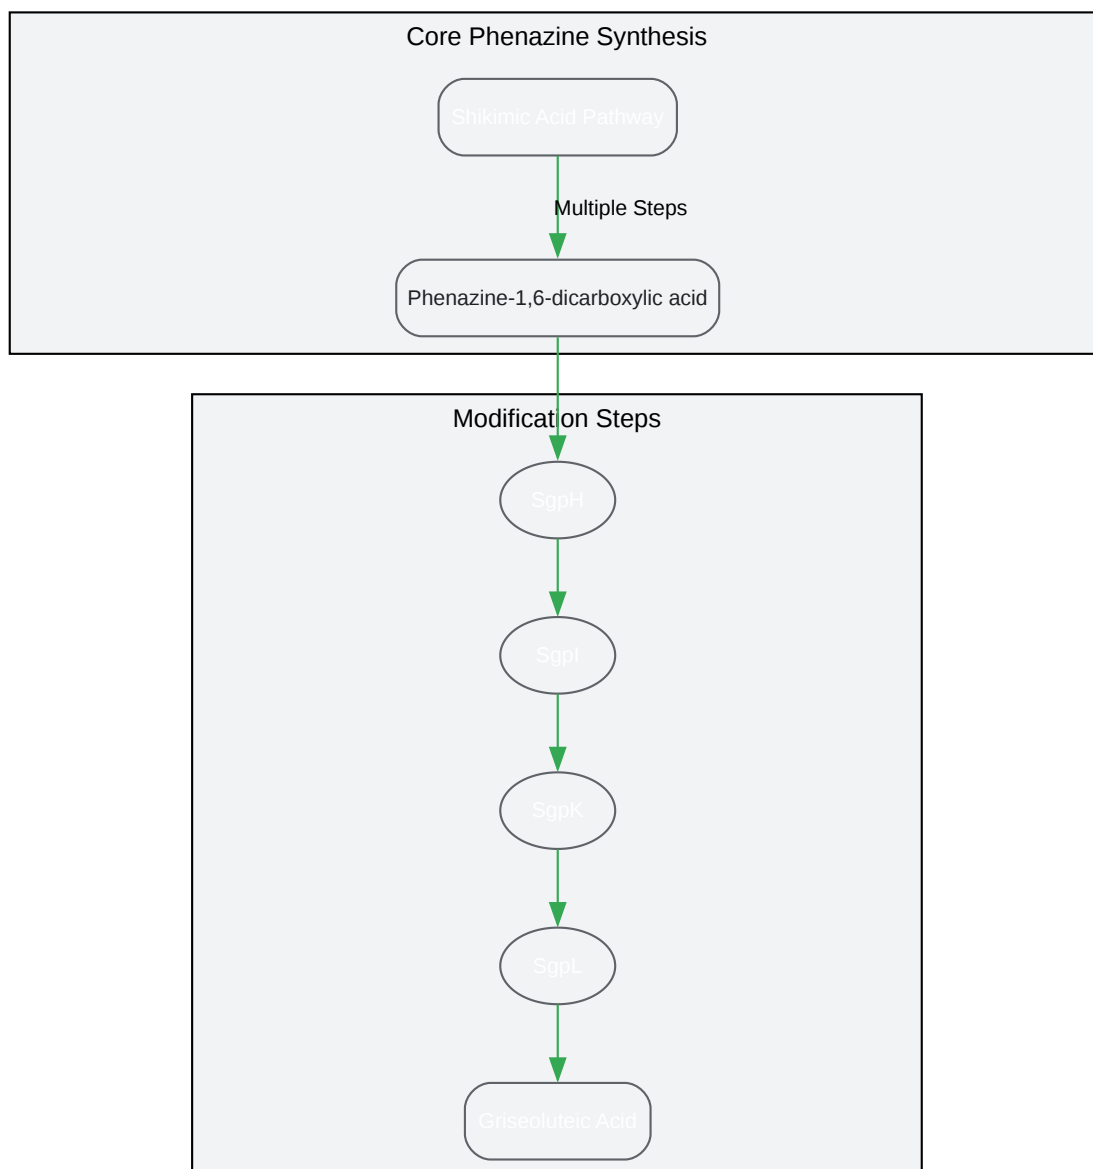 Core Phenazine Synthesis
Shikimic Acid Pathway
Multiple Steps
Phenazine-1,6-dicarboxylic acid
Modification Steps
SgpH
SgpI
SgpK
SgpL
Griseoluteic Acid